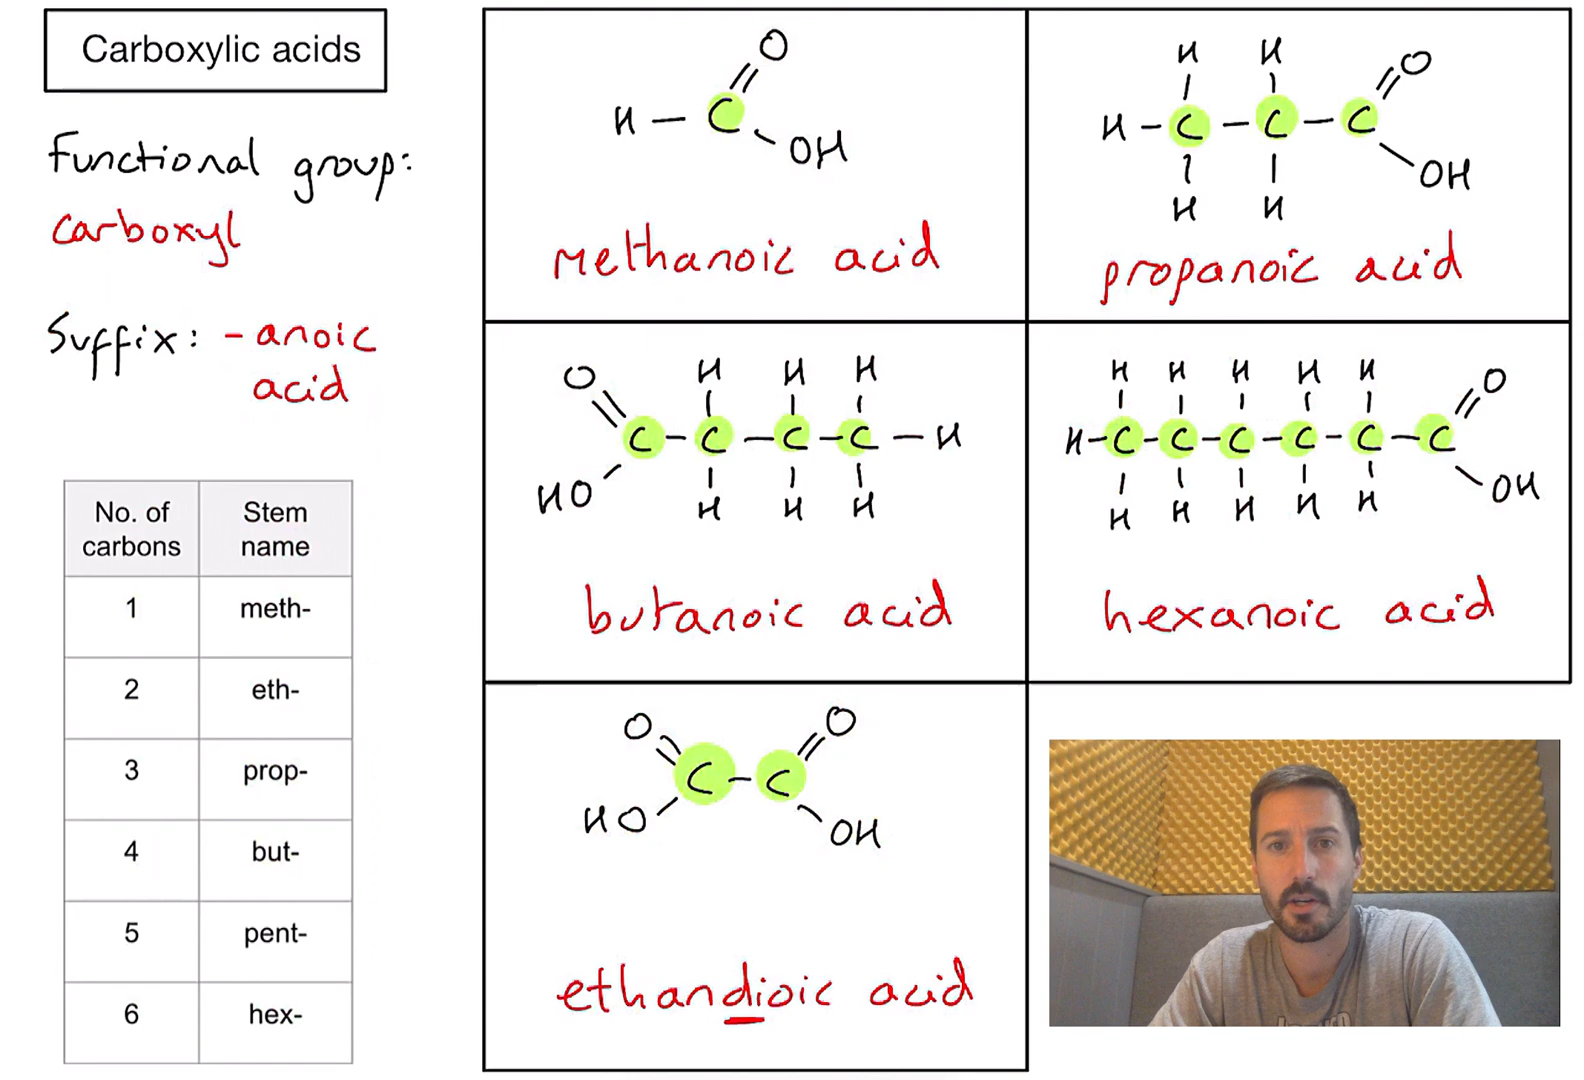 Carboxylic acids
Functional group:
carboxyl
Suffix: -anoic
acid
No. of carbons Stem name
1 meth-
2 eth-
3 prop-
4 but-
5 pent-
6 hex-
O
H — C
OH
methanoic acid
H H O
H – C – C – C
OH
H H
propanoic acid
O H H H
C – C – C – C – H
HO H H H
butanoic acid
H H H H H O
H – C – C – C – C – C – C
H H H H H OH
hexanoic acid
O O
C – C
HO OH
ethandioic acid